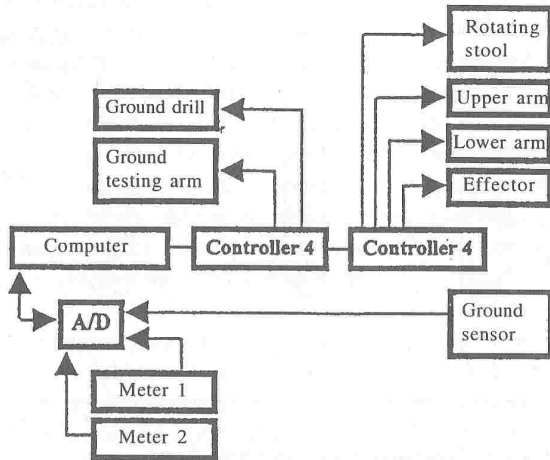 Rotating
stool
Ground drill
Upper arm
Ground
testing arm
Lower arm
Effector
Computer
Controller 4
Controller 4
A/D
Ground
sensor
Meter 1
Meter 2